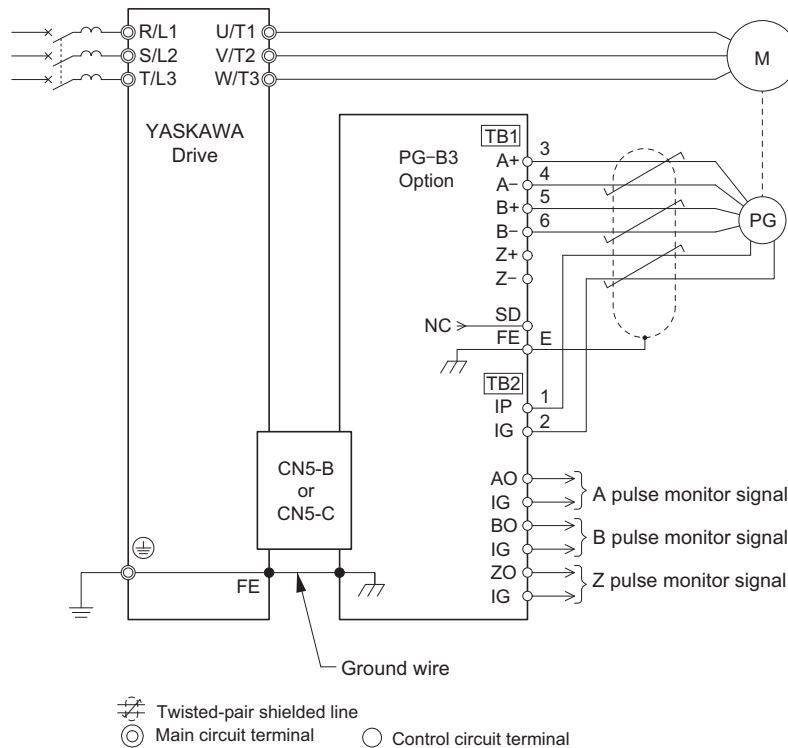 R/L1 U/T1
S/L2 V/T2
T/L3 W/T3
M
YASKAWA
Drive
PG-B3
Option
TB1
A+ 3
A- 4
B+ 5
B- 6
Z+
Z-
PG
NC SD
FE E
TB2
IP 1
IG 2
CN5-B
or
CN5-C
AO
IG
A pulse monitor signal
BO
IG
B pulse monitor signal
ZO
IG
Z pulse monitor signal
FE
Ground wire
Twisted-pair shielded line
Main circuit terminal
Control circuit terminal